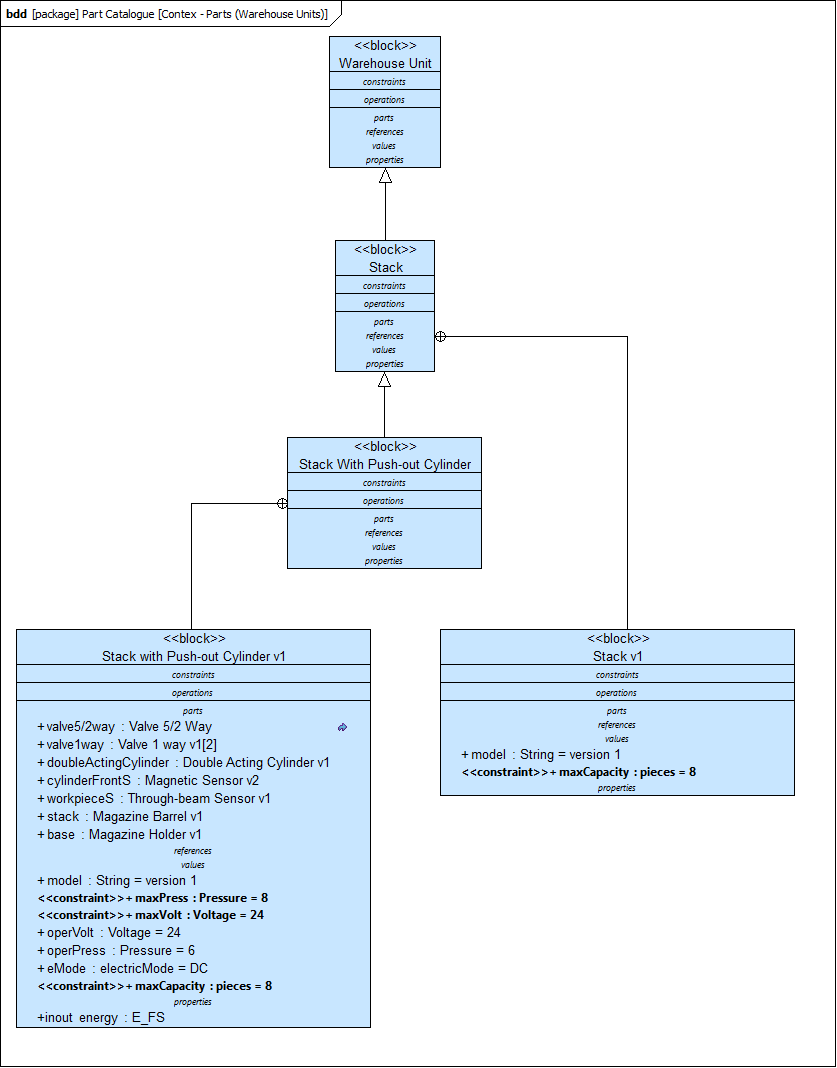 bdd [package] Part Catalogue [Contex - Parts (Warehouse Units)]
<<block>>
Warehouse Unit
constraints
operations
parts
references
values
properties
<<block>>
Stack
constraints
operations
parts
references
values
properties
<<block>>
Stack With Push-out Cylinder
constraints
operations
parts
references
values
properties
<<block>>
Stack with Push-out Cylinder v1
constraints
operations
parts
+valve5/2way : Valve 5/2 Way
+valve1way : Valve 1 way v1[2]
+doubleActingCylinder : Double Acting Cylinder v1
+cylinderFrontS : Magnetic Sensor v2
+workpieceS : Through-beam Sensor v1
+stack : Magazine Barrel v1
+base : Magazine Holder v1
references
values
+model : String = version 1
<<constraint>>+ maxPress : Pressure = 8
<<constraint>>+ maxVolt : Voltage = 24
+operVolt : Voltage = 24
+operPress : Pressure = 6
+eMode : electricMode = DC
<<constraint>>+ maxCapacity : pieces = 8
properties
+inout energy : E_FS
<<block>>
Stack v1
constraints
operations
parts
references
values
+model : String = version 1
<<constraint>>+ maxCapacity : pieces = 8
properties